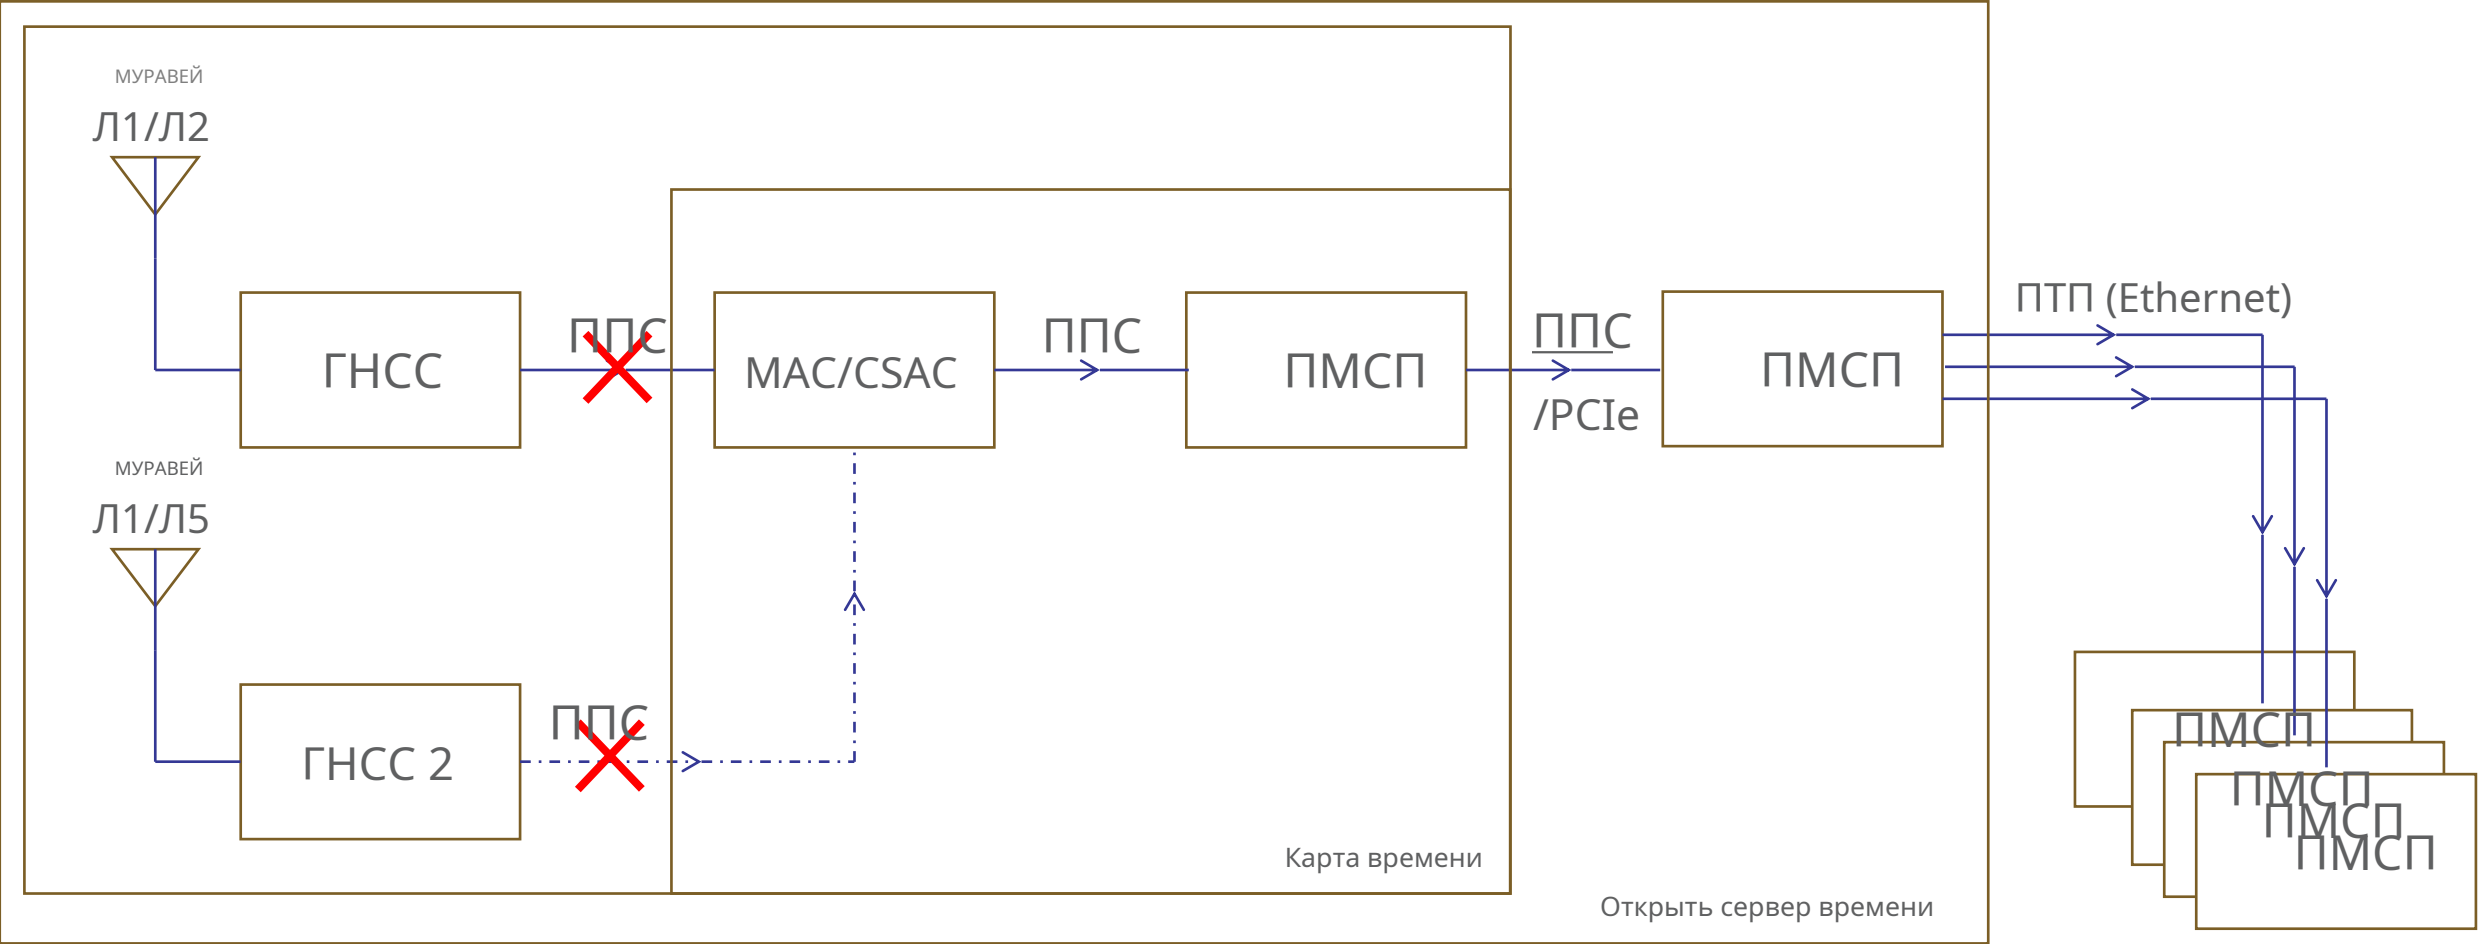 МУРАВЕЙ
Л1/Л2
ГНСС
ППС
MAC/CSAC
ППС
ПМСП
ППС
/PCIe
ПМСП
ПТП (Ethernet)
МУРАВЕЙ
Л1/Л5
ГНСС 2
ППС
ПМСП
ПМСП
ПМСП
ПМСП
Карта времени
Открыть сервер времени